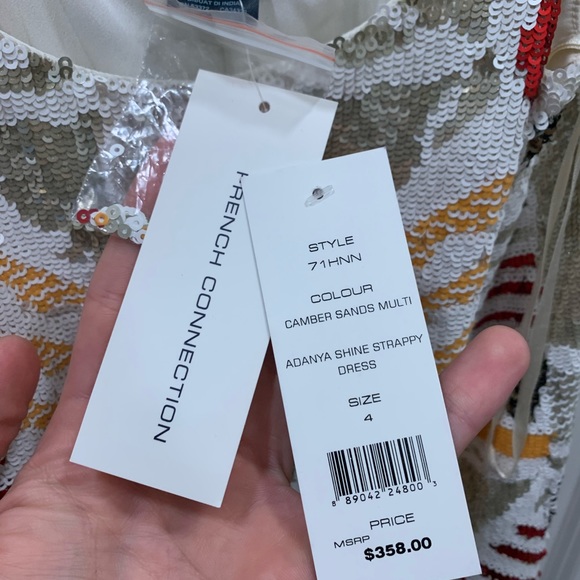 FRENCH CONNECTION
STYLE
71HNN
COLOUR
CAMBER SANDS MULTI
ADANYA SHINE STRAPPY
DRESS
SIZE
4
8 89042 24800 3
PRICE
MSRP $358.00